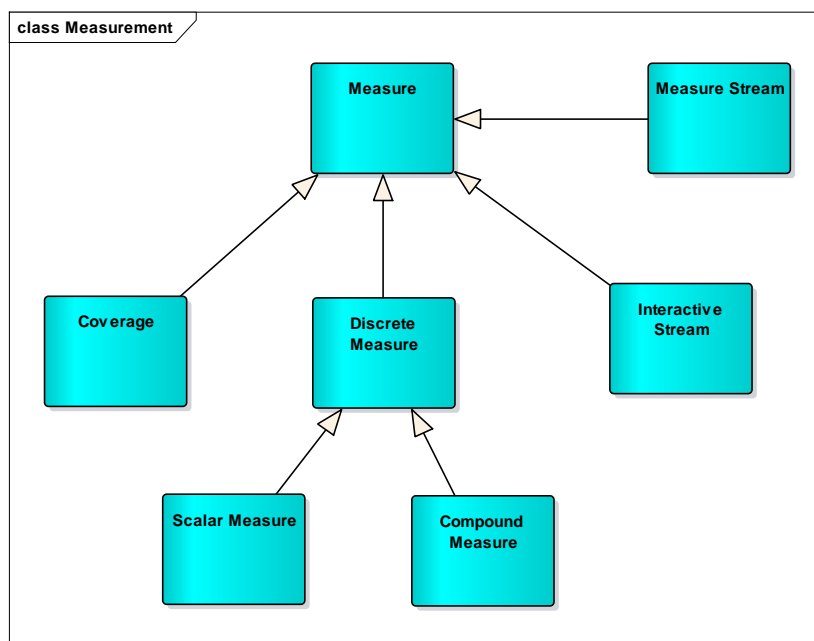 class Measurement
Measure
Measure Stream
Coverage
Discrete
Measure
Interactive
Stream
Scalar Measure
Compound
Measure